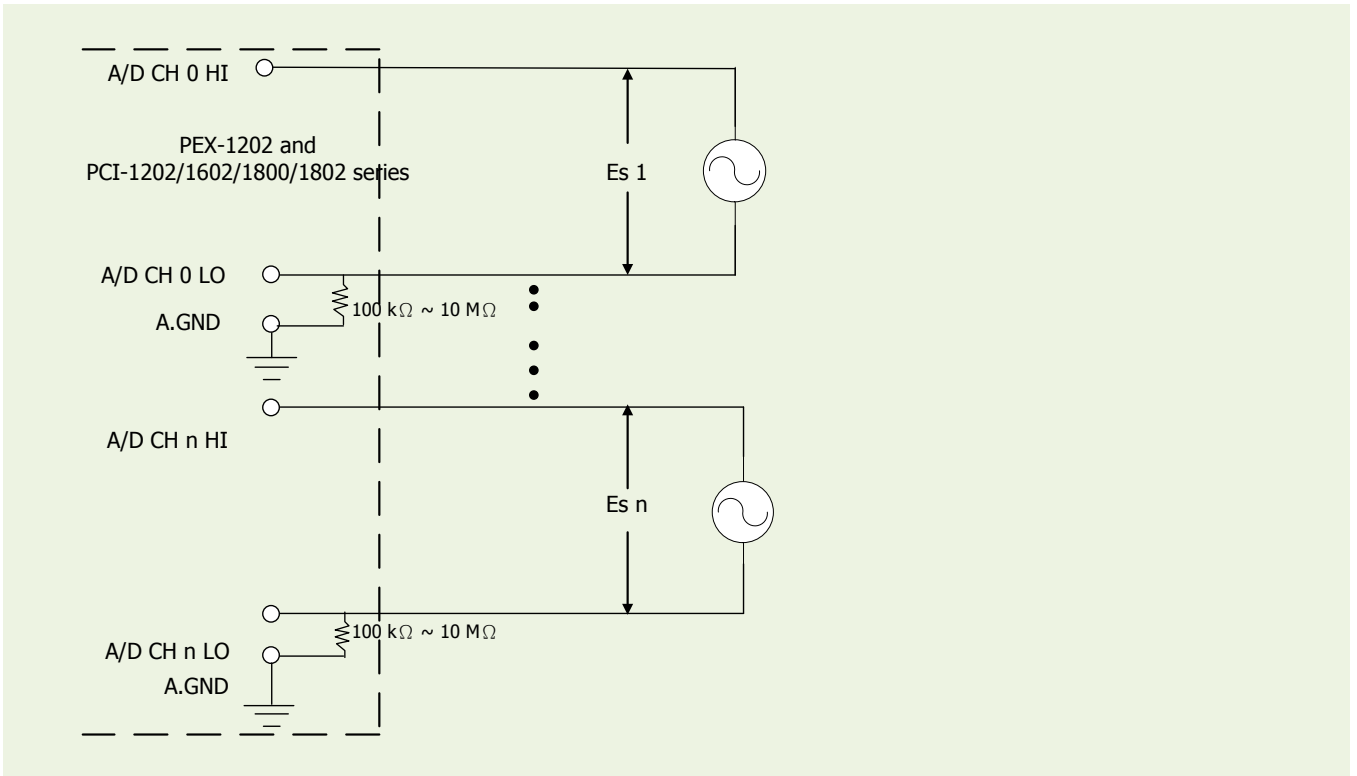 A/D CH 0 HI
PEX-1202 and
PCI-1202/1602/1800/1802 series
Es 1
A/D CH 0 LO
100 kΩ ~ 10 MΩ
A.GND
A/D CH n HI
Es n
100 kΩ ~ 10 MΩ
A/D CH n LO
A.GND